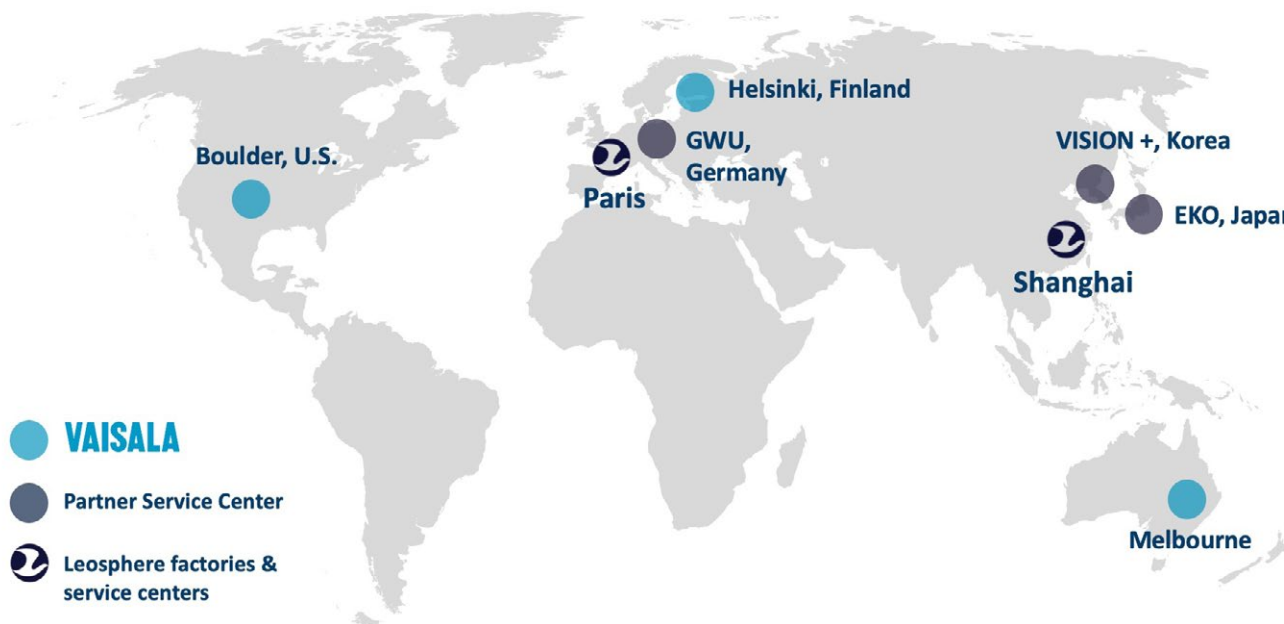 Helsinki, Finland
Boulder, U.S.
GWU,
Germany
VISION +, Korea
Paris
EKO, Japan
Shanghai
VAISALA
Partner Service Center
Melbourne
Leosphere factories &
service centers